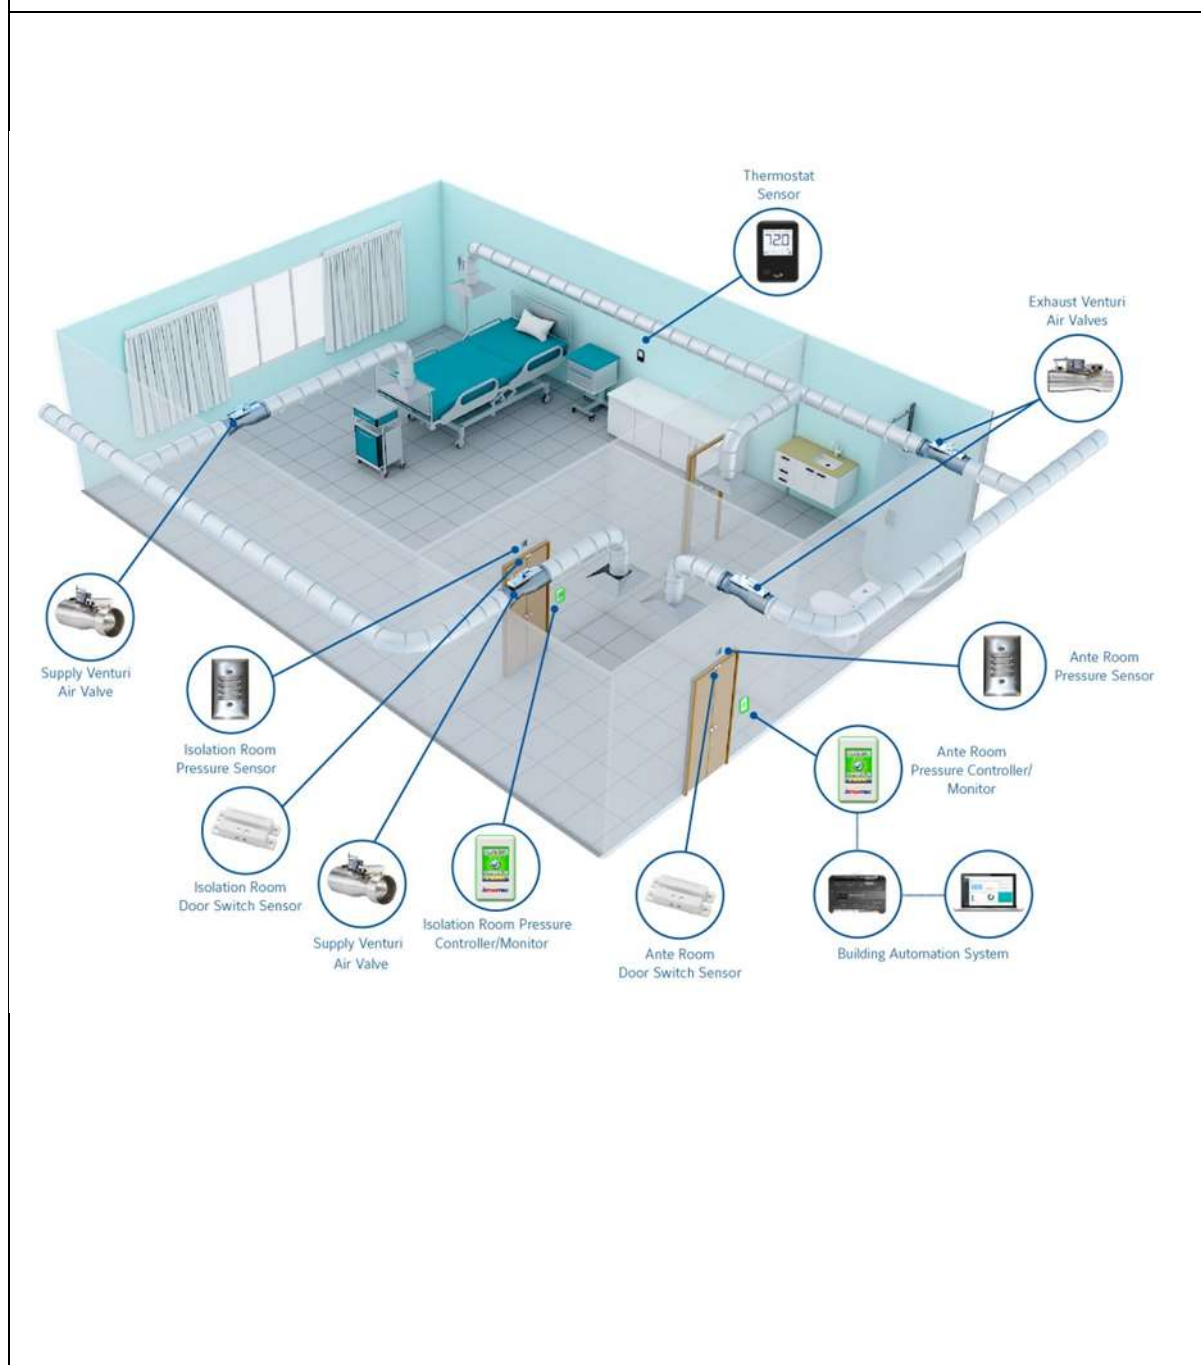 Thermostat
Sensor
72.0
Exhaust Venturi
Air Valves
Supply Venturi
Air Valve
Isolation Room
Pressure Sensor
Ante Room
Pressure Sensor
Ante Room
Pressure Controller/
Monitor
Isolation Room
Door Switch Sensor
Supply Venturi
Air Valve
Isolation Room Pressure
Controller/Monitor
Ante Room
Door Switch Sensor
Building Automation System